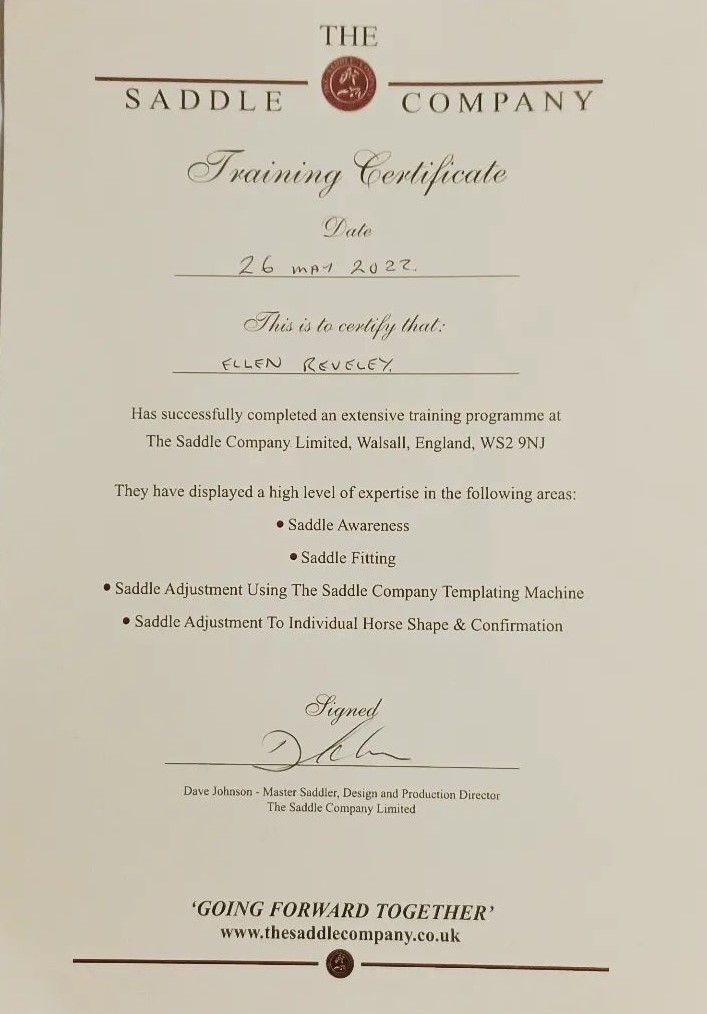 THE
SADDLE COMPANY
Training Certificate
Date
26 MAY 2022.
This is to certify that:
ELLEN REVELEY.
Has successfully completed an extensive training programme at
The Saddle Company Limited, Walsall, England, WS2 9NJ
They have displayed a high level of expertise in the following areas:
• Saddle Awareness
• Saddle Fitting
• Saddle Adjustment Using The Saddle Company Templating Machine
• Saddle Adjustment To Individual Horse Shape & Confirmation
Signed
Dave Johnson - Master Saddler, Design and Production Director
The Saddle Company Limited
'GOING FORWARD TOGETHER'
www.thesaddlecompany.co.uk